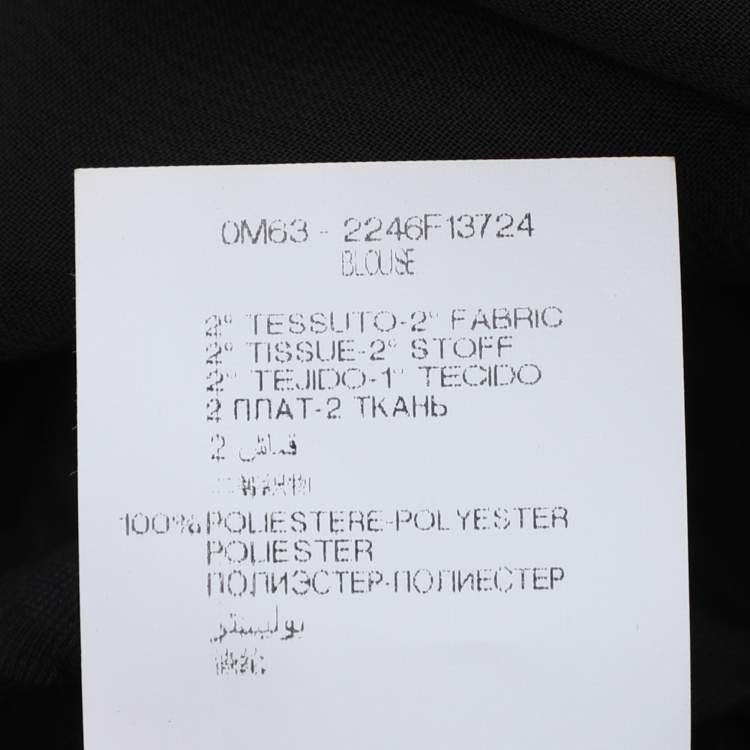 0M63 - 2246F13724
BLOUSE
2° TESSUTO-2° FABRIC
2° TISSUE-2° STOFF
2° TEJIDO-1° TECIDO
2 ПЛАТ-2 ТКАНЬ
2 قماش
100%POLIESTERE-POLYESTER
POLIESTER
ПОЛИЭСТЕР-ПОЛИЕСТЕР
بوليستر